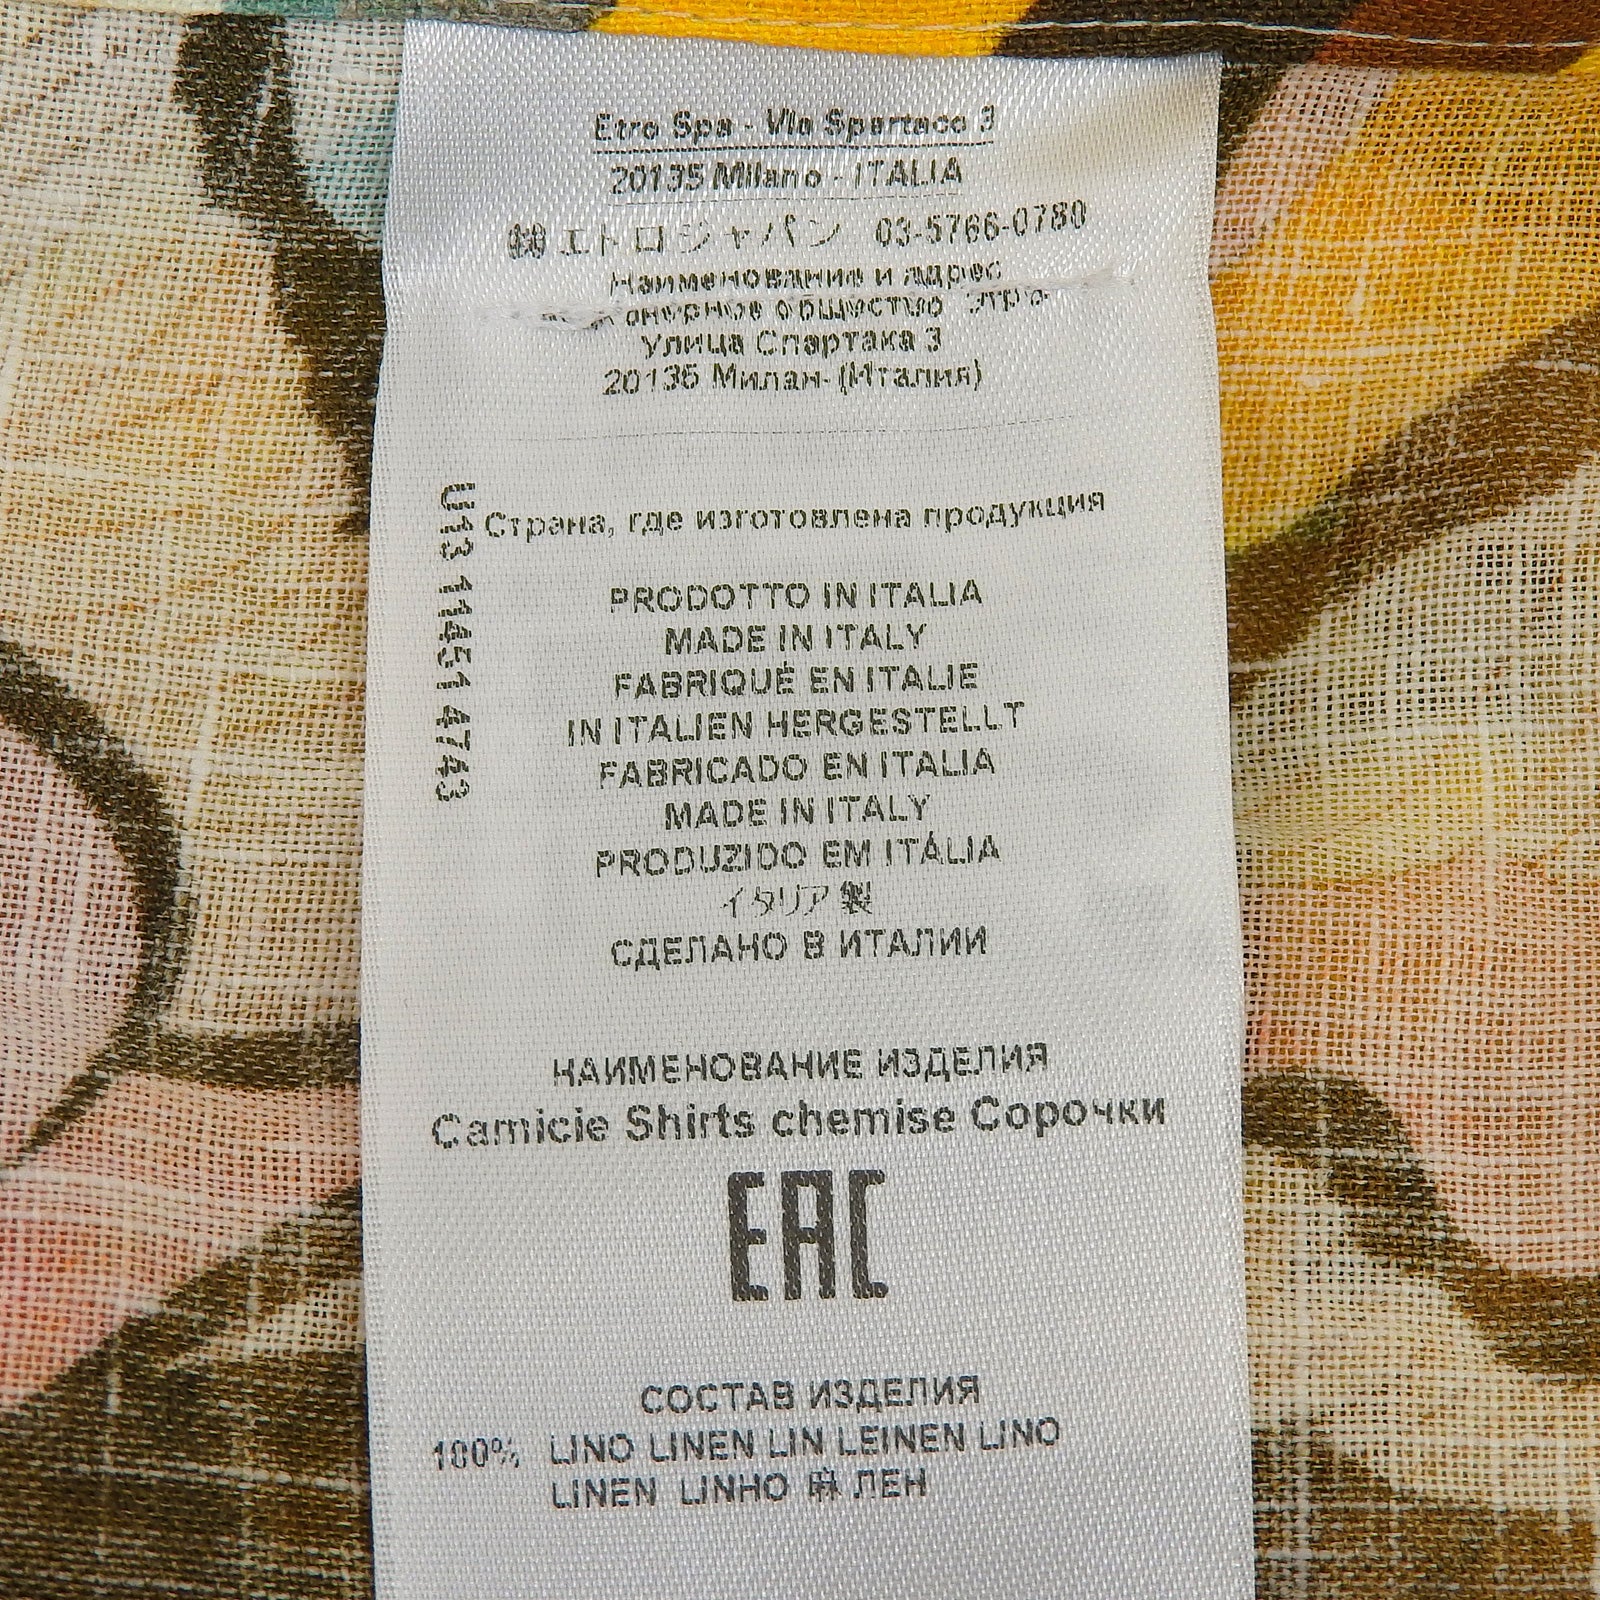 Etro Spa - Via Spartaco 3
20135 Milano - ITALIA
㈱ エトロ ジャパン 03-5766-0780
Наименование и адрес
общество Этро
Улица Спартака 3
20135 Милан- (Италия)
U13 11451 4743
Страна, где изготовлена продукция
PRODOTTO IN ITALIA
MADE IN ITALY
FABRIQUÉ EN ITALIE
IN ITALIEN HERGESTELLT
FABRICADO EN ITALIA
MADE IN ITALY
PRODUZIDO EM ITÁLIA
イタリア製
СДЕЛАНО В ИТАЛИИ
НАИМЕНОВАНИЕ ИЗДЕЛИЯ
Camicie Shirts chemise Сорочки
EAC
СОСТАВ ИЗДЕЛИЯ
100% LINO LINEN LIN LEINEN LINO
LINEN LINHO 麻 ЛЕН